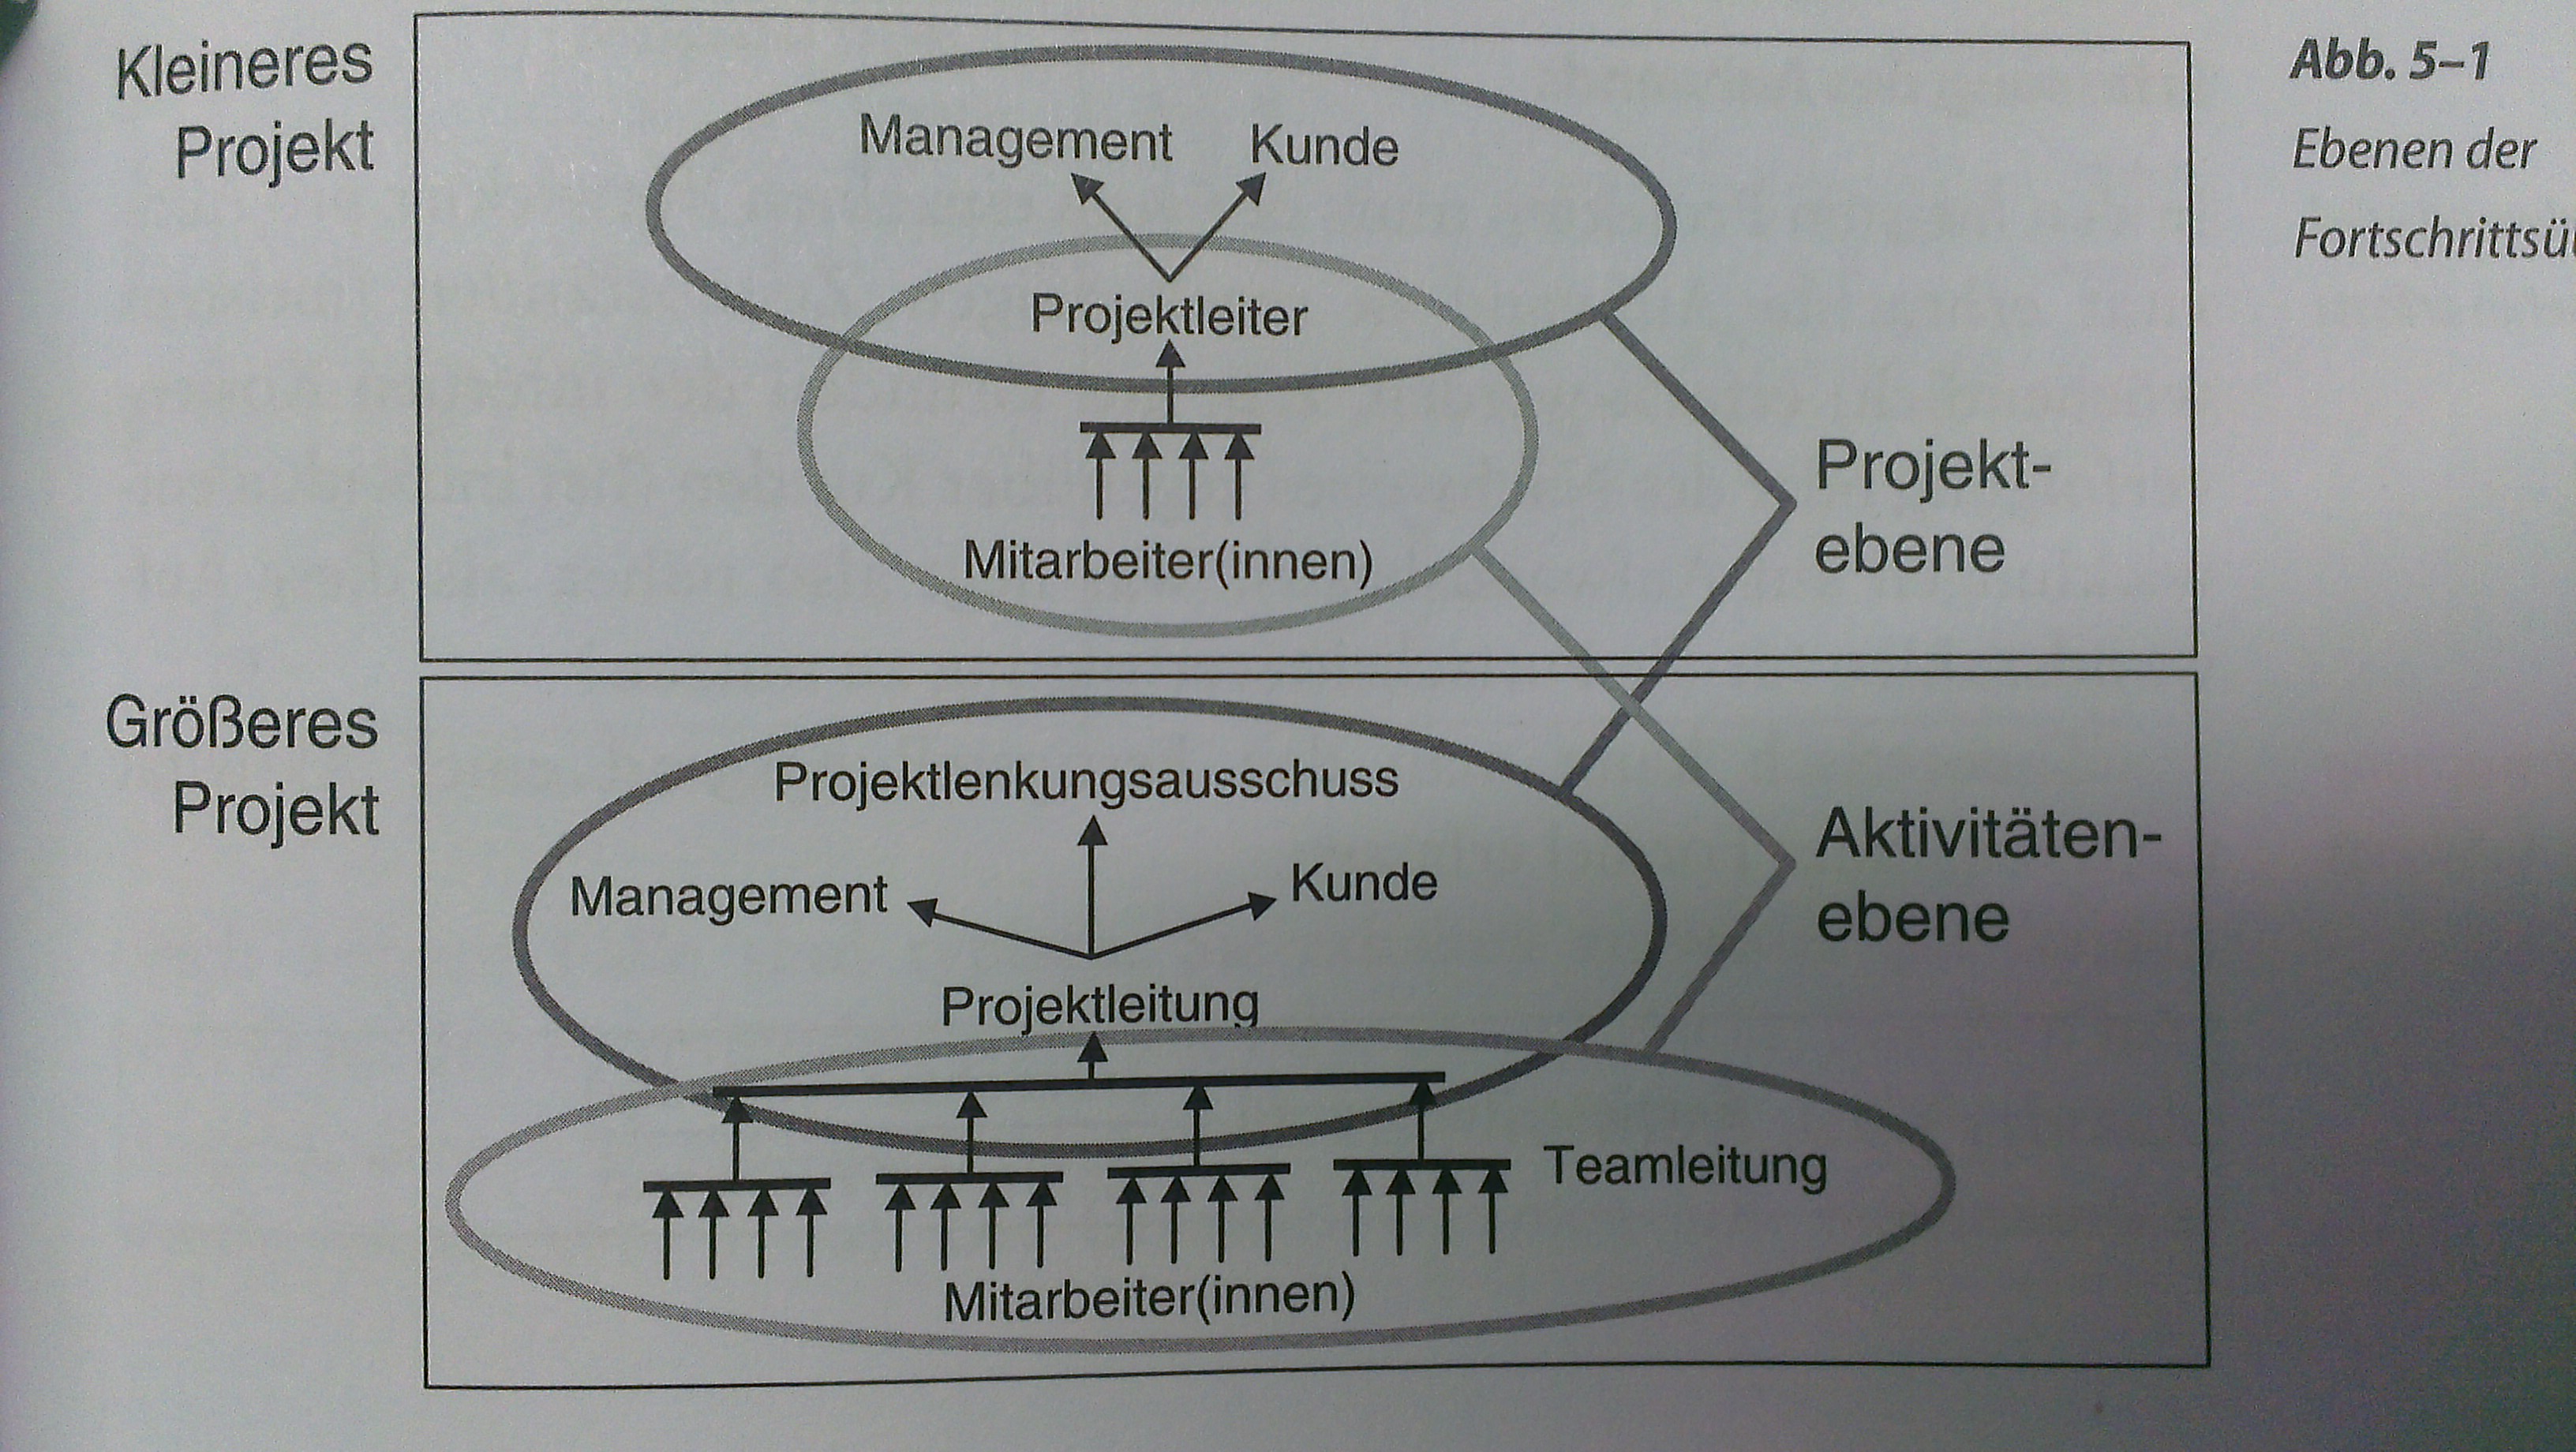 Kleineres
Projekt
Management
Kunde
Projektleiter
Mitarbeiter(innen)
Projekt-
ebene
Größeres
Projekt
Projektlenkungsausschuss
Management
Kunde
Projektleitung
Teamleitung
Mitarbeiter(innen)
Aktivitäten-
ebene
Abb. 5–1
Ebenen der